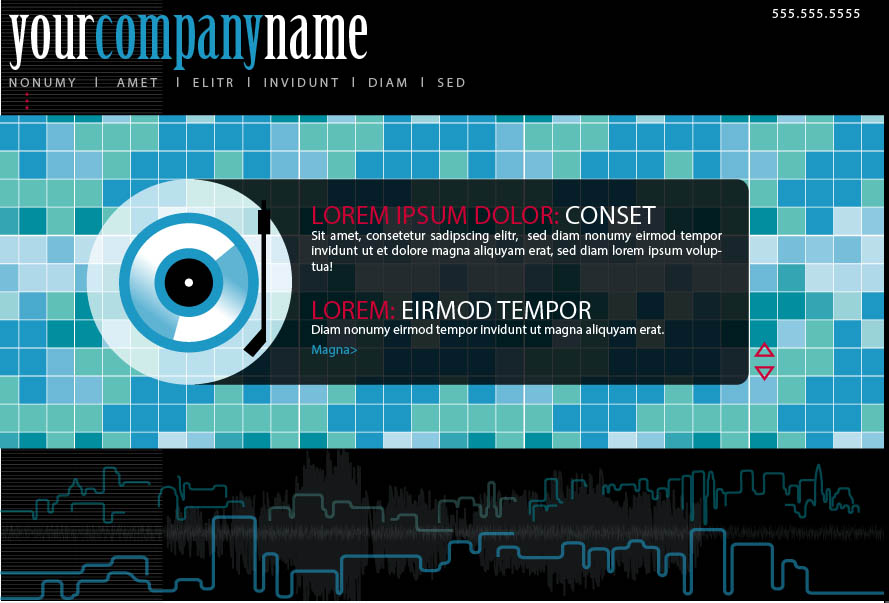 yourcompanyname
555.555.5555
NONUMY | AMET | ELITR | INVIDUNT | DIAM | SED
LOREM IPSUM DOLOR: CONSET
Sit amet, consetetur sadipscing elitr, sed diam nonumy eirmod tempor
invidunt ut et dolore magna aliquyam erat, sed diam lorem ipsum volup-
tua!
LOREM: EIRMOD TEMPOR
Diam nonumy eirmod tempor invidunt ut magna aliquyam erat.
Magna>